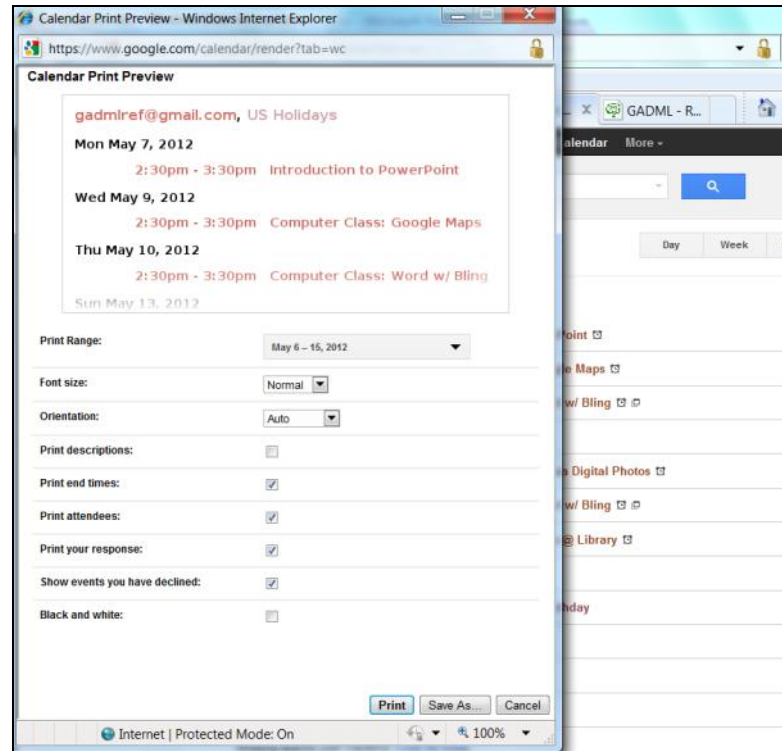 Calendar Print Preview - Windows Internet Explorer
https://www.google.com/calendar/render?tab=wc
Calendar Print Preview
gadmlref@gmail.com, US Holidays
Mon May 7, 2012
2:30pm - 3:30pm Introduction to PowerPoint
Wed May 9, 2012
2:30pm - 3:30pm Computer Class: Google Maps
Thu May 10, 2012
2:30pm - 3:30pm Computer Class: Word w/ Bling
Sun May 13, 2012
Print Range: May 6 – 15, 2012
Font size: Normal
Orientation: Auto
Print descriptions:
Print end times:
Print attendees:
Print your response:
Show events you have declined:
Black and white:
Print Save As... Cancel
Internet | Protected Mode: On 100%
GADML - R...
alendar More
Day Week
Point
e Maps
w/ Bling
a Digital Photos
w/ Bling
@ Library
hday